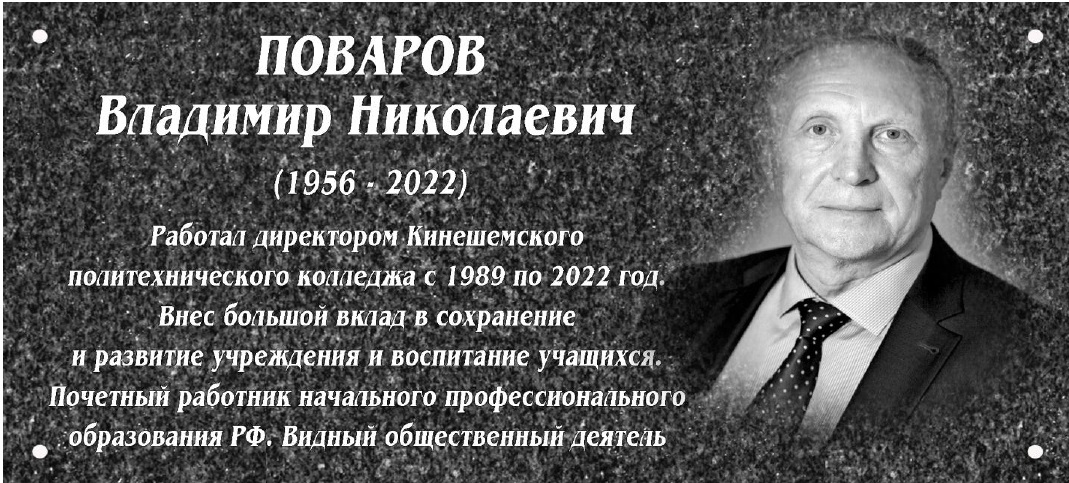 ПОВАРОВ
Владимир Николаевич
(1956 - 2022)
Работал директором Кинешемского
политехнического колледжа с 1989 по 2022 год.
Внес большой вклад в сохранение
и развитие учреждения и воспитание учащихся.
Почетный работник начального профессионального
образования РФ. Видный общественный деятель